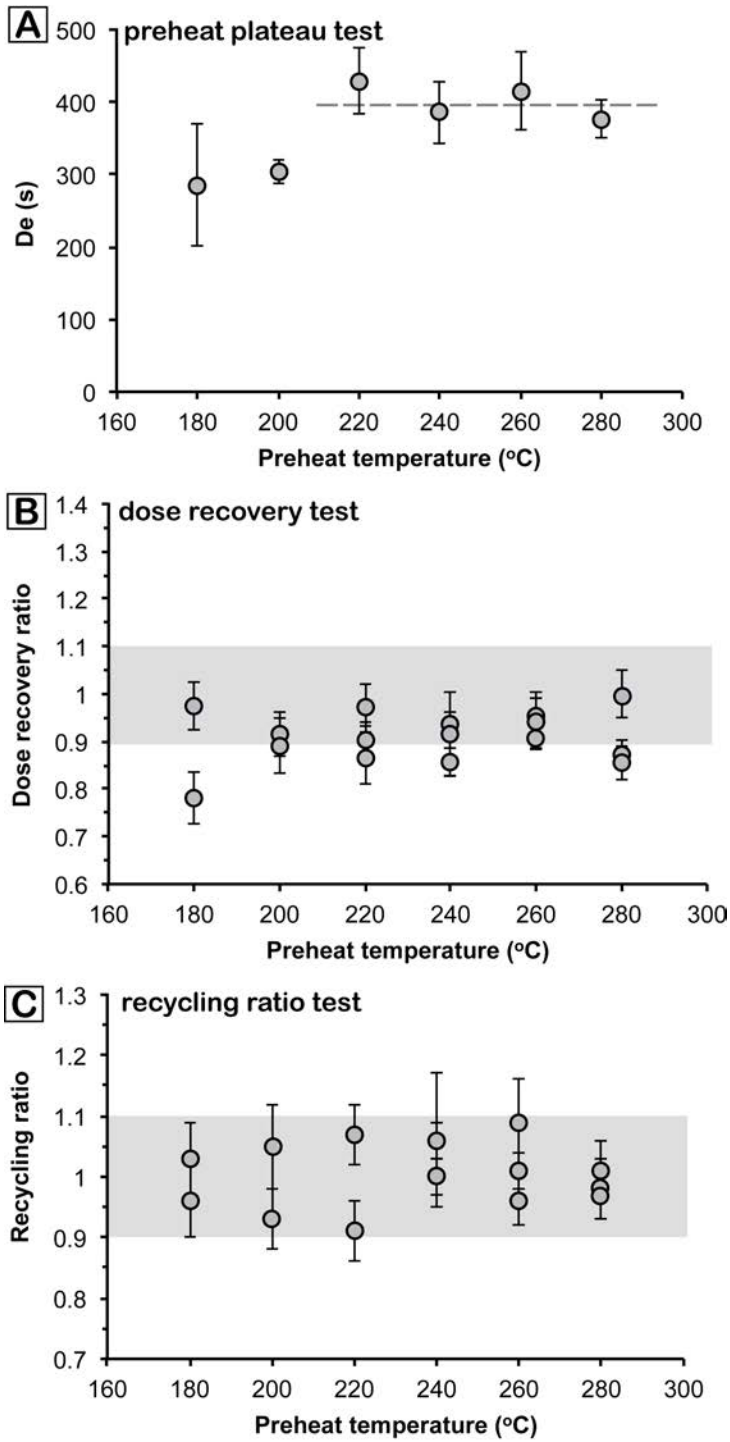 A preheat plateau test
500
400
300
200
100
0
De (s)
160 180 200 220 240 260 280 300
Preheat temperature (oC)
B dose recovery test
1.4
1.3
1.2
1.1
1
0.9
0.8
0.7
0.6
Dose recovery ratio
160 180 200 220 240 260 280 300
Preheat temperature (oC)
C recycling ratio test
1.3
1.2
1.1
1
0.9
0.8
0.7
Recycling ratio
160 180 200 220 240 260 280 300
Preheat temperature (oC)